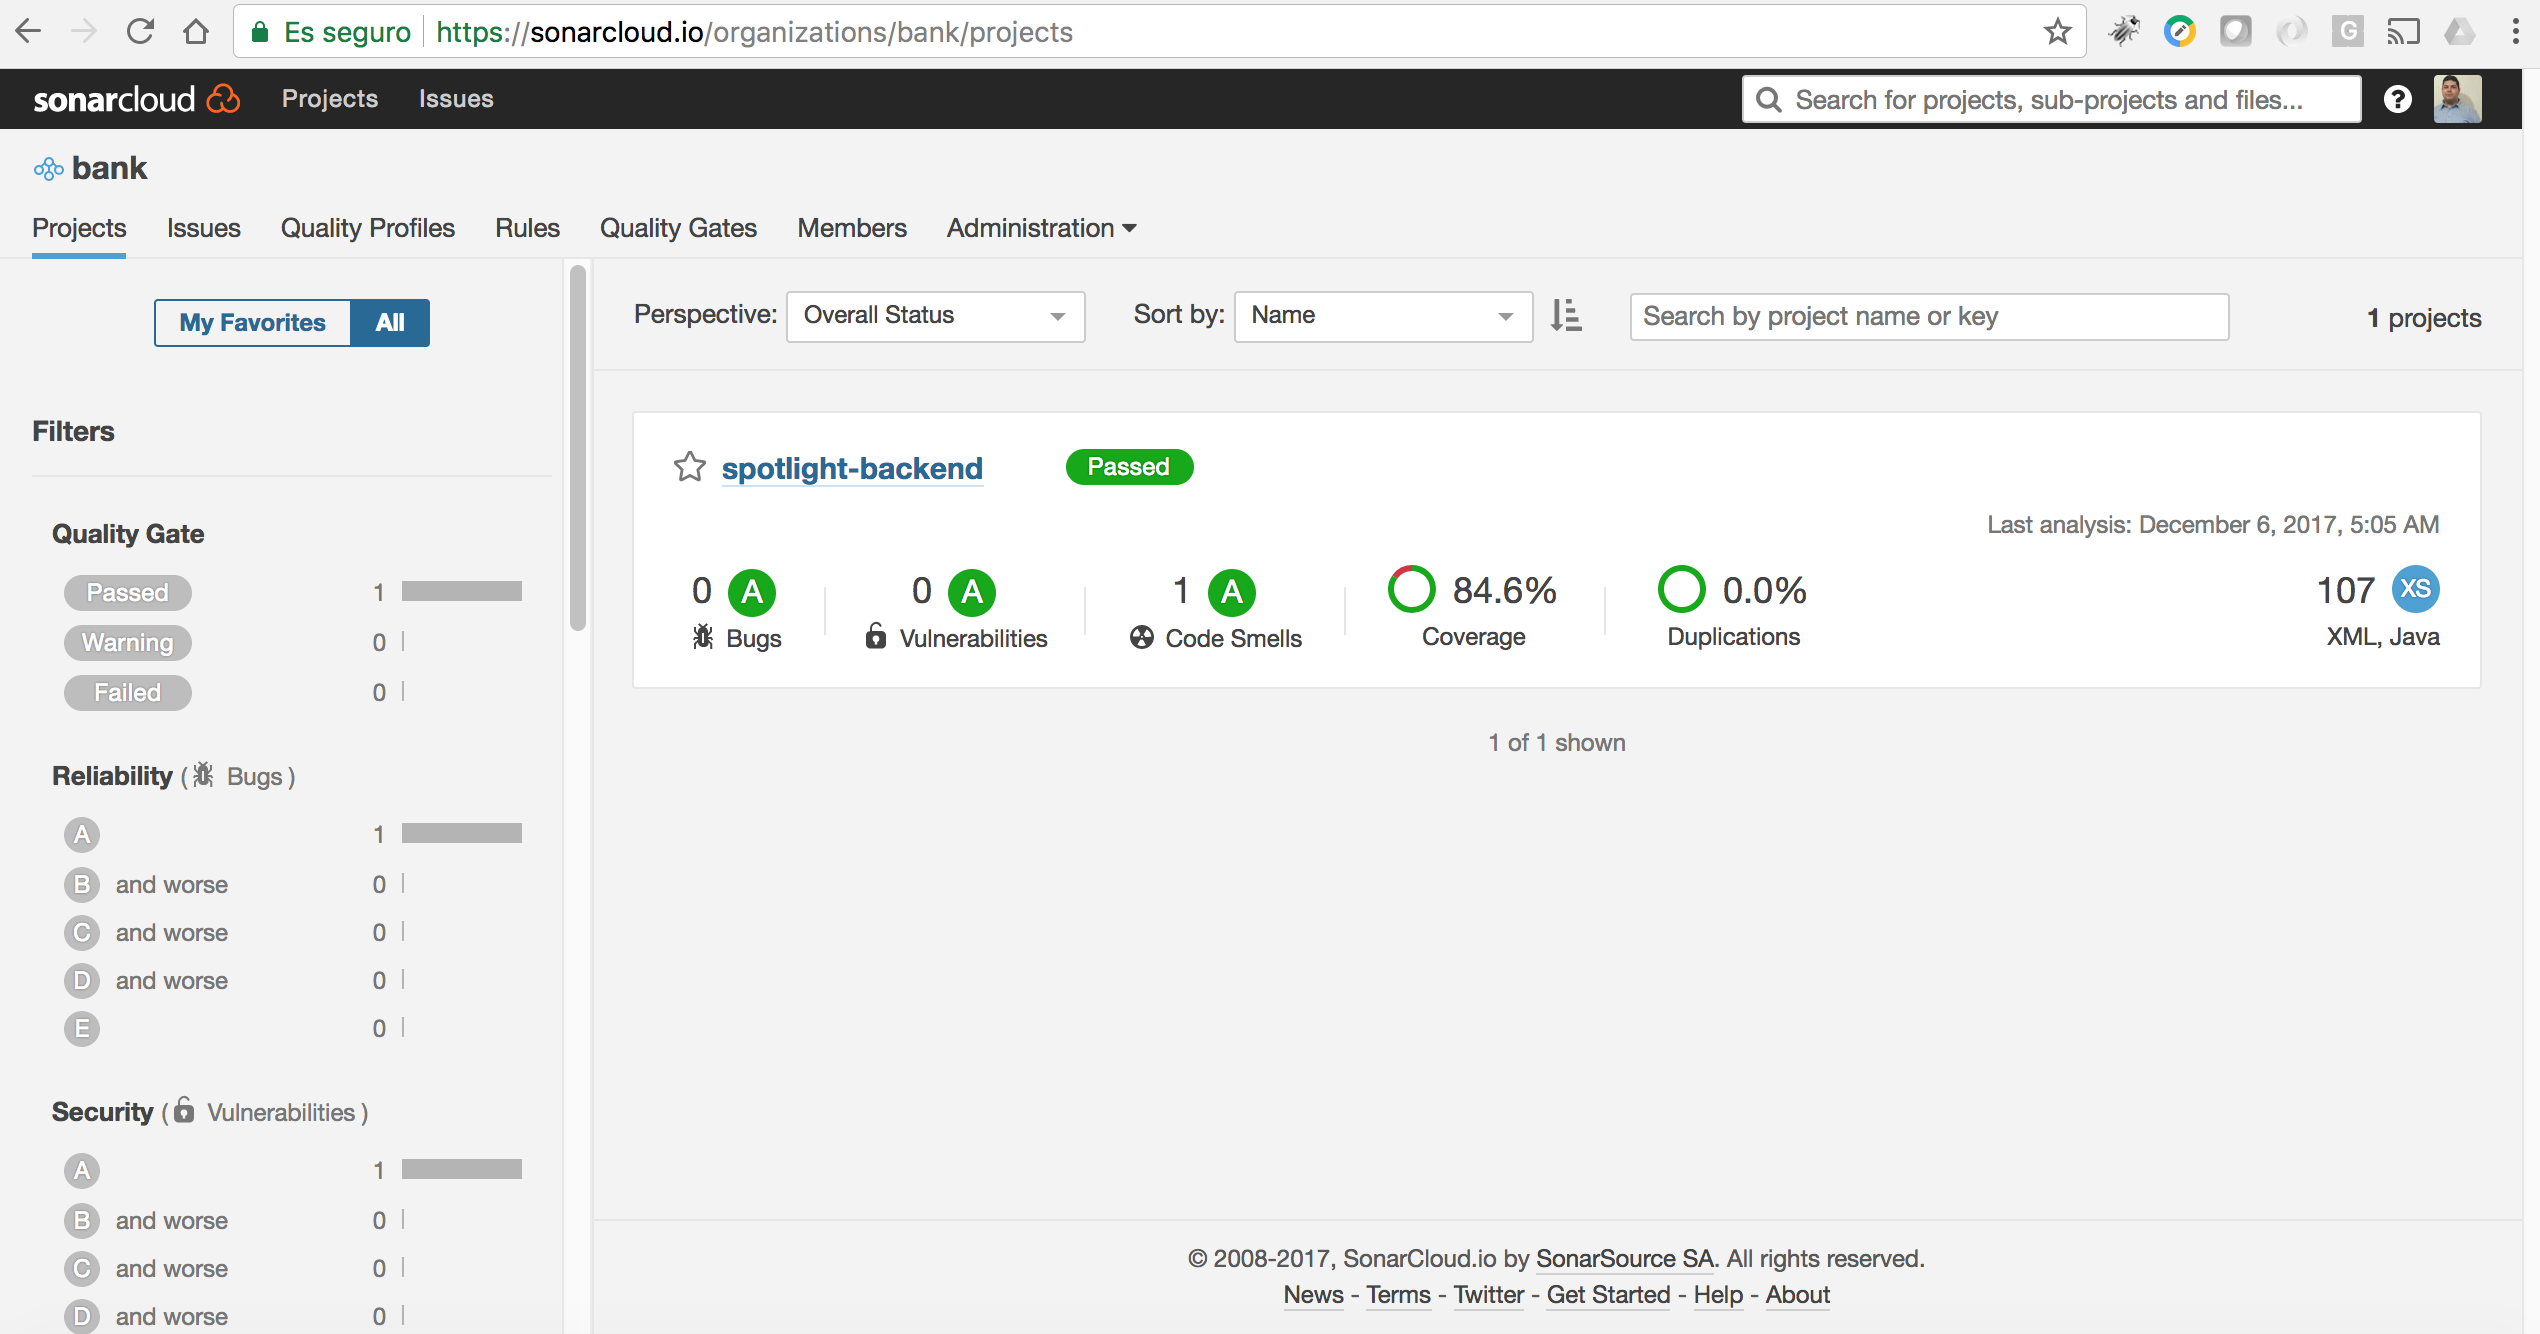 Es seguro https://sonarcloud.io/organizations/bank/projects
sonarcloud Projects Issues Search for projects, sub-projects and files... ?
bank
Projects Issues Quality Profiles Rules Quality Gates Members Administration
My Favorites All
Perspective: Overall Status Sort by: Name Search by project name or key 1 projects
Filters
Quality Gate
Passed 1
Warning 0
Failed 0
Reliability ( Bugs )
A 1
B and worse 0
C and worse 0
D and worse 0
E 0
Security ( Vulnerabilities )
A 1
B and worse 0
C and worse 0
D and worse 0
spotlight-backend Passed
Last analysis: December 6, 2017, 5:05 AM
0 A 0 A 1 A 84.6% 0.0% 107 XS
Bugs Vulnerabilities Code Smells Coverage Duplications XML, Java
1 of 1 shown
© 2008-2017, SonarCloud.io by SonarSource SA. All rights reserved.
News - Terms - Twitter - Get Started - Help - About